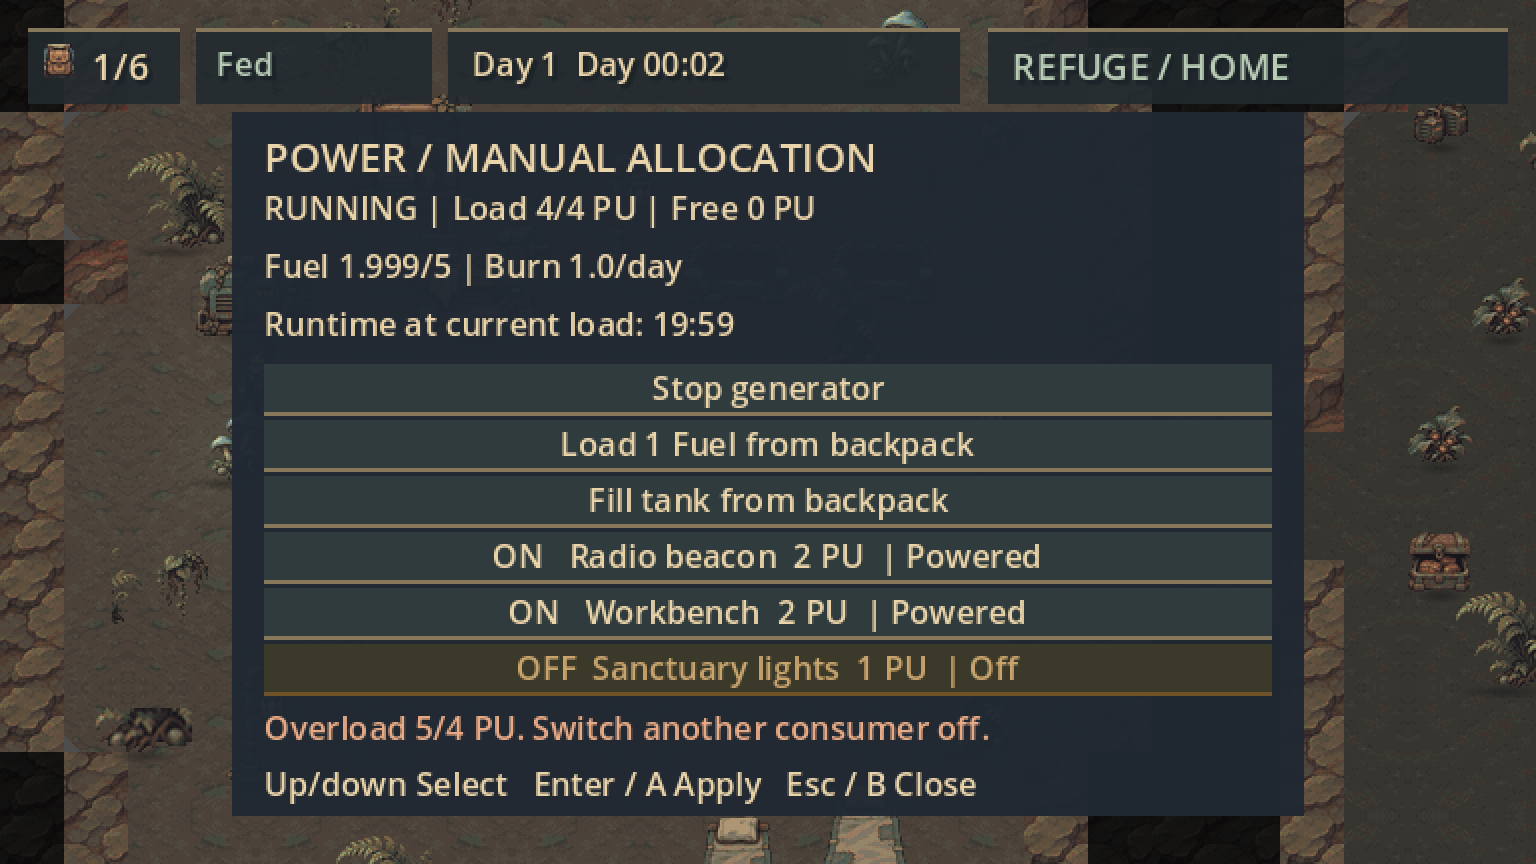 1/6
Fed
Day 1 Day 00:02
REFUGE / HOME
POWER / MANUAL ALLOCATION
RUNNING | Load 4/4 PU | Free 0 PU
Fuel 1.999/5 | Burn 1.0/day
Runtime at current load: 19:59
Stop generator
Load 1 Fuel from backpack
Fill tank from backpack
ON Radio beacon 2 PU | Powered
ON Workbench 2 PU | Powered
OFF Sanctuary lights 1 PU | Off
Overload 5/4 PU. Switch another consumer off.
Up/down Select Enter / A Apply Esc / B Close